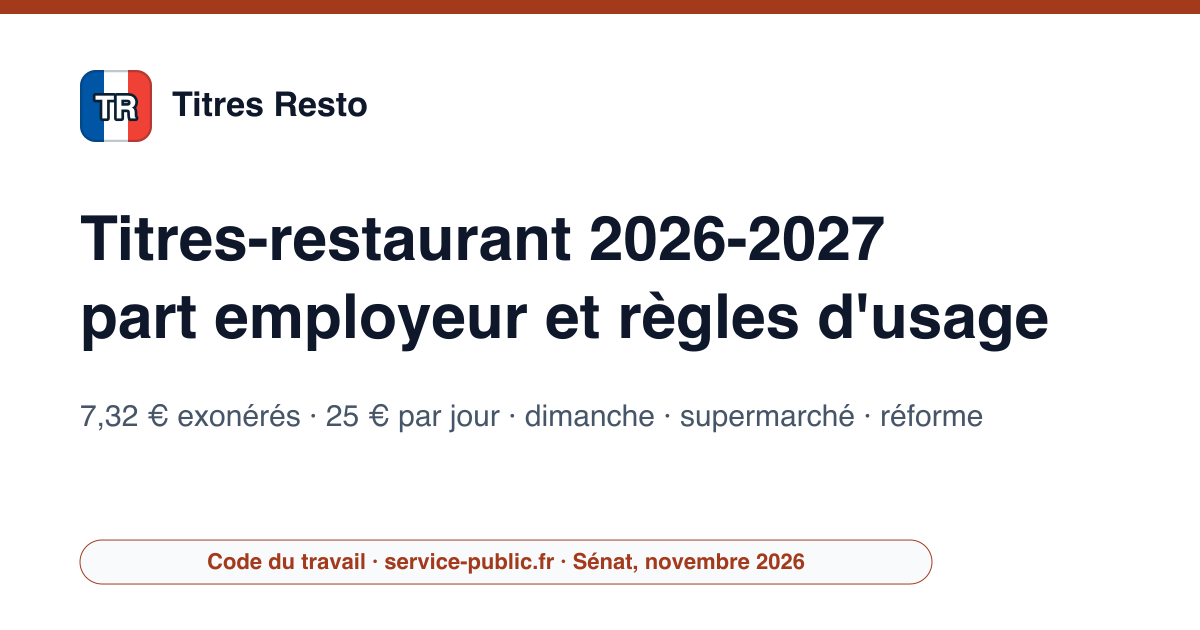 TR
Titres Resto
Titres-restaurant 2026-2027
part employeur et règles d'usage
7,32 € exonérés · 25 € par jour · dimanche · supermarché · réforme
Code du travail · service-public.fr · Sénat, novembre 2026